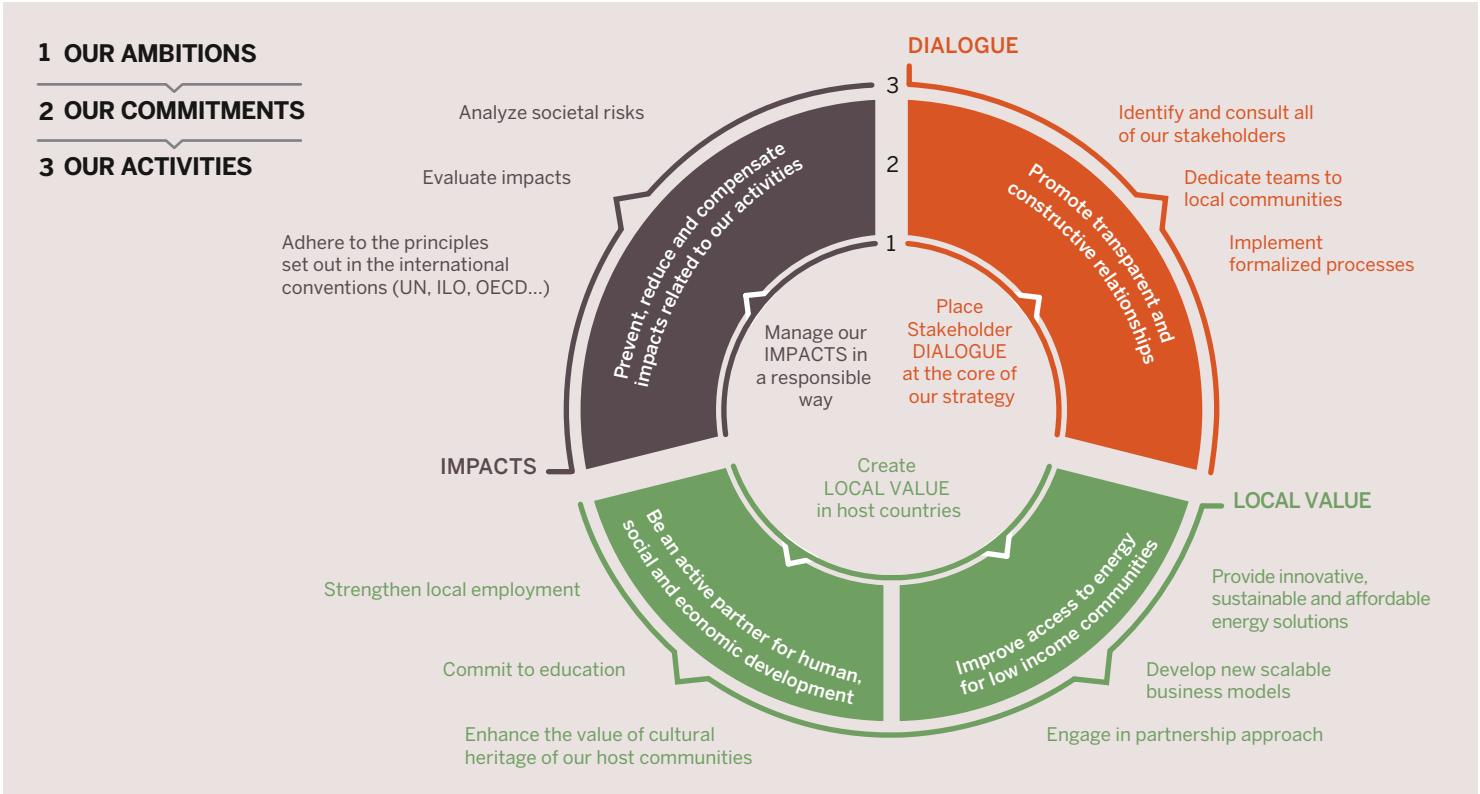 1 OUR AMBITIONS
2 OUR COMMITMENTS
3 OUR ACTIVITIES
DIALOGUE
3
2
1
Identify and consult all
of our stakeholders
Dedicate teams to
local communities
Implement
formalized processes
Promote transparent and
constructive relationships
Place
Stakeholder
DIALOGUE
at the core of
our strategy
Analyze societal risks
Evaluate impacts
Adhere to the principles
set out in the international
conventions (UN, ILO, OECD...)
Prevent, reduce and compensate
impacts related to our activities
Manage our
IMPACTS in
a responsible
way
IMPACTS
Create
LOCAL VALUE
in host countries
LOCAL VALUE
Be an active partner for human,
social and economic development
Strengthen local employment
Commit to education
Enhance the value of cultural
heritage of our host communities
Improve access to energy
for low income communities
Provide innovative,
sustainable and affordable
energy solutions
Develop new scalable
business models
Engage in partnership approach